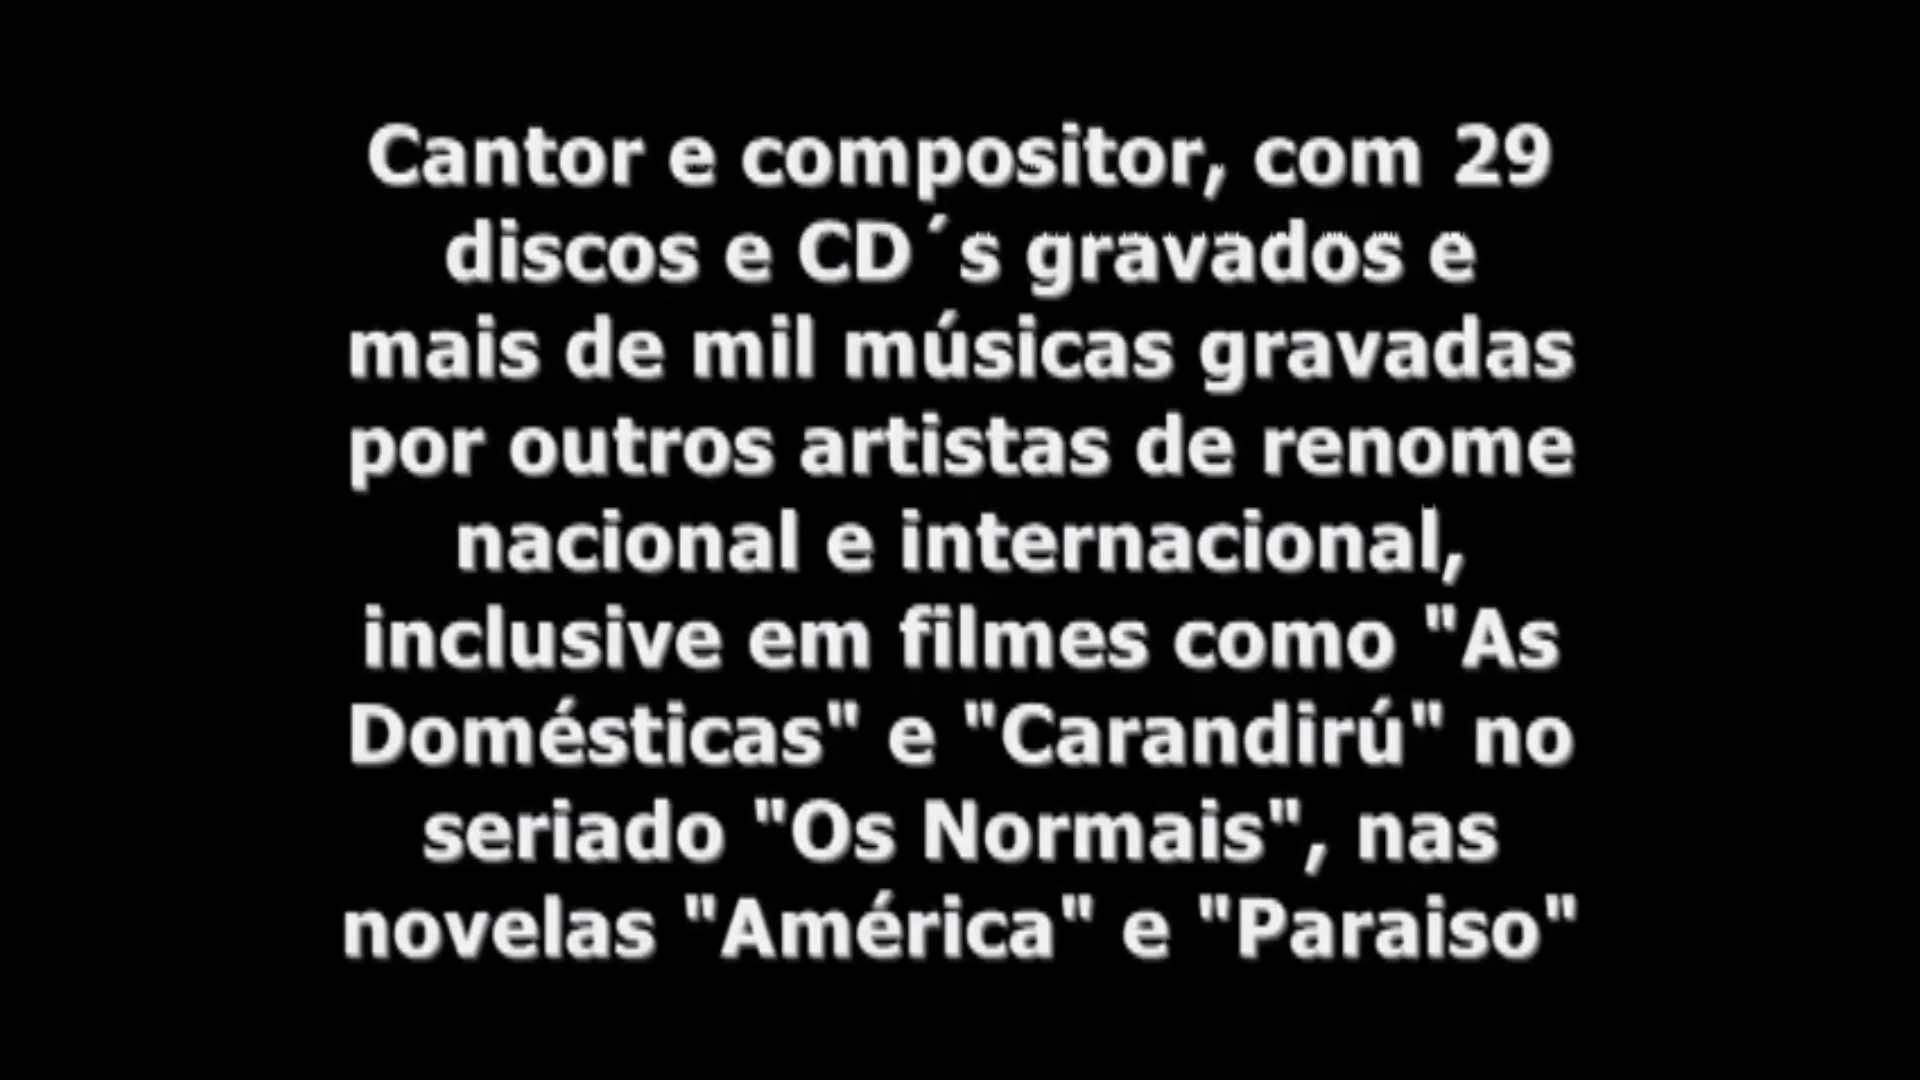 Cantor e compositor, com 29
discos e CD´s gravados e
mais de mil músicas gravadas
por outros artistas de renome
nacional e internacional,
inclusive em filmes como "As
Domésticas" e "Carandirú" no
seriado "Os Normais", nas
novelas "América" e "Paraiso"